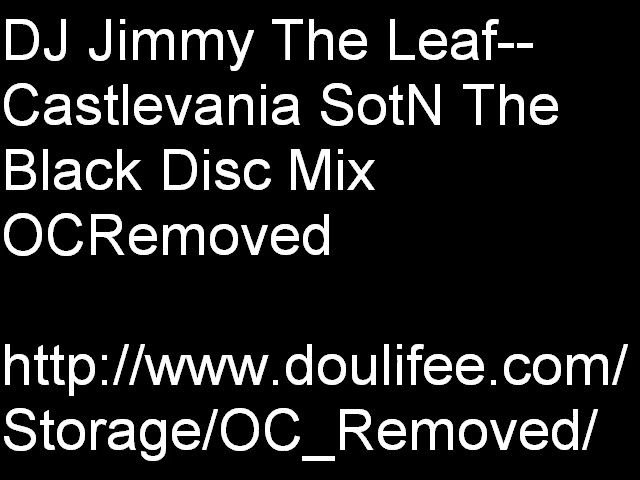 DJ Jimmy The Leaf--
Castlevania SotN The
Black Disc Mix
OCRemoved
http://www.doulifee.com/
Storage/OC_Removed/